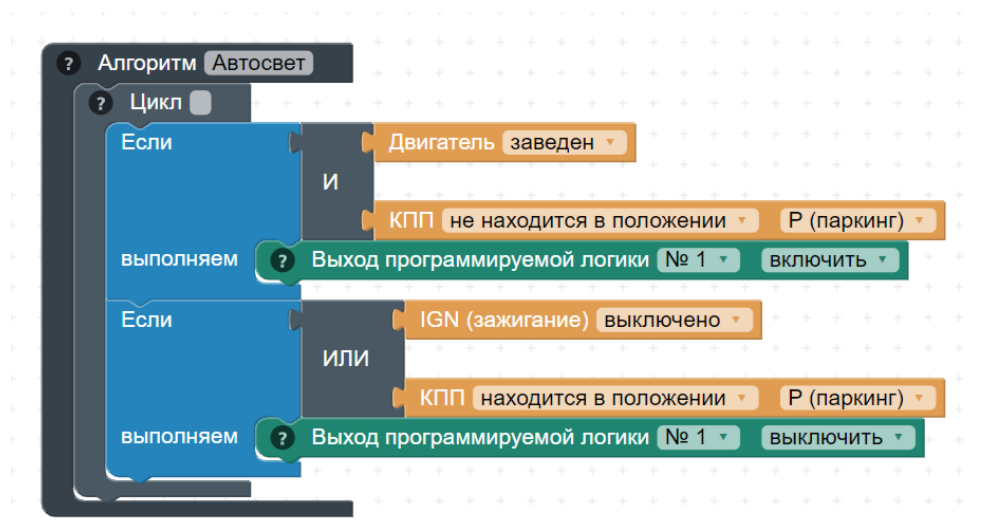 ? Алгоритм Автосвет
? Цикл
Если
Двигатель заведен
И
КПП не находится в положении P (паркинг)
выполняем ? Выход программируемой логики № 1 включить
Если
IGN (зажигание) выключено
ИЛИ
КПП находится в положении P (паркинг)
выполняем ? Выход программируемой логики № 1 выключить